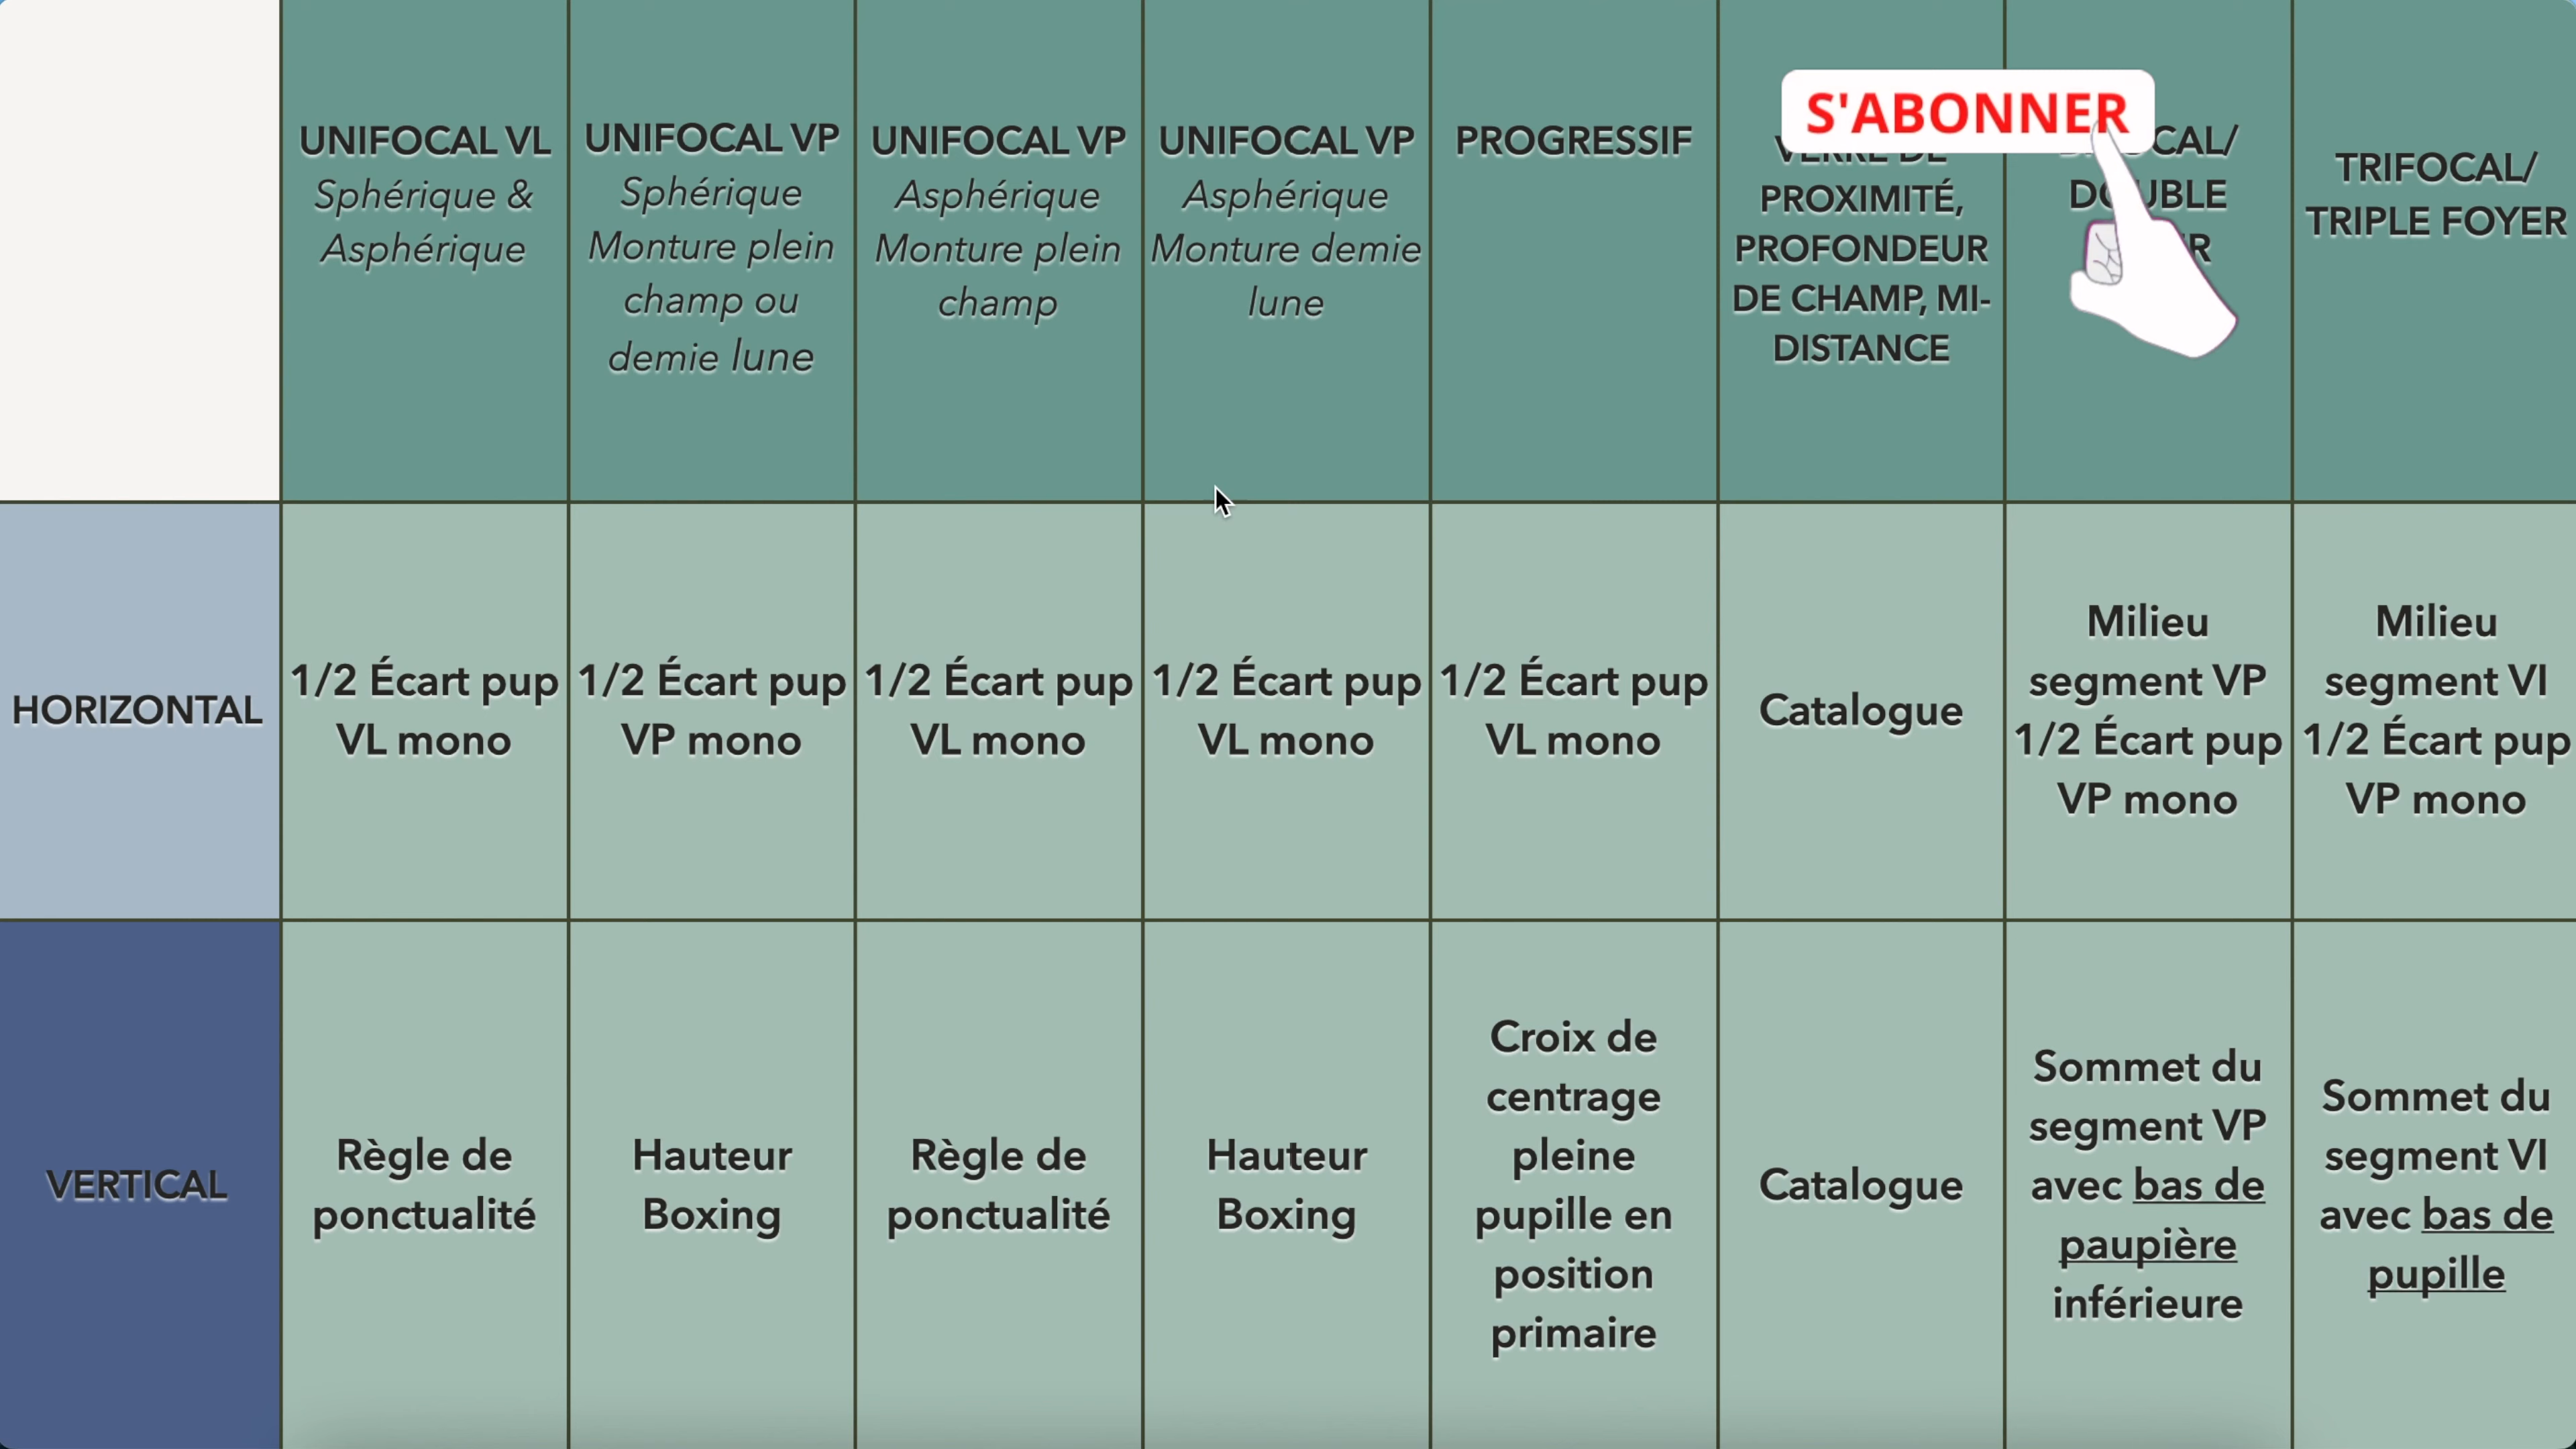 UNIFOCAL VL
Sphérique &
Asphérique
UNIFOCAL VP
Sphérique
Monture plein
champ ou
demie lune
UNIFOCAL VP
Asphérique
Monture plein
champ
UNIFOCAL VP
Asphérique
Monture demie
lune
PROGRESSIF
S'ABONNER
VERRE DE
PROXIMITÉ,
PROFONDEUR
DE CHAMP, MI-
DISTANCE
TRIFOCAL/
TRIPLE FOYER
HORIZONTAL
1/2 Écart pup
VL mono
1/2 Écart pup
VP mono
1/2 Écart pup
VL mono
1/2 Écart pup
VL mono
1/2 Écart pup
VL mono
Catalogue
Milieu
segment VP
1/2 Écart pup
VP mono
Milieu
segment VI
1/2 Écart pup
VP mono
VERTICAL
Règle de
ponctualité
Hauteur
Boxing
Règle de
ponctualité
Hauteur
Boxing
Croix de
centrage
pleine
pupille en
position
primaire
Catalogue
Sommet du
segment VP
avec bas de
paupière
inférieure
Sommet du
segment VI
avec bas de
pupille